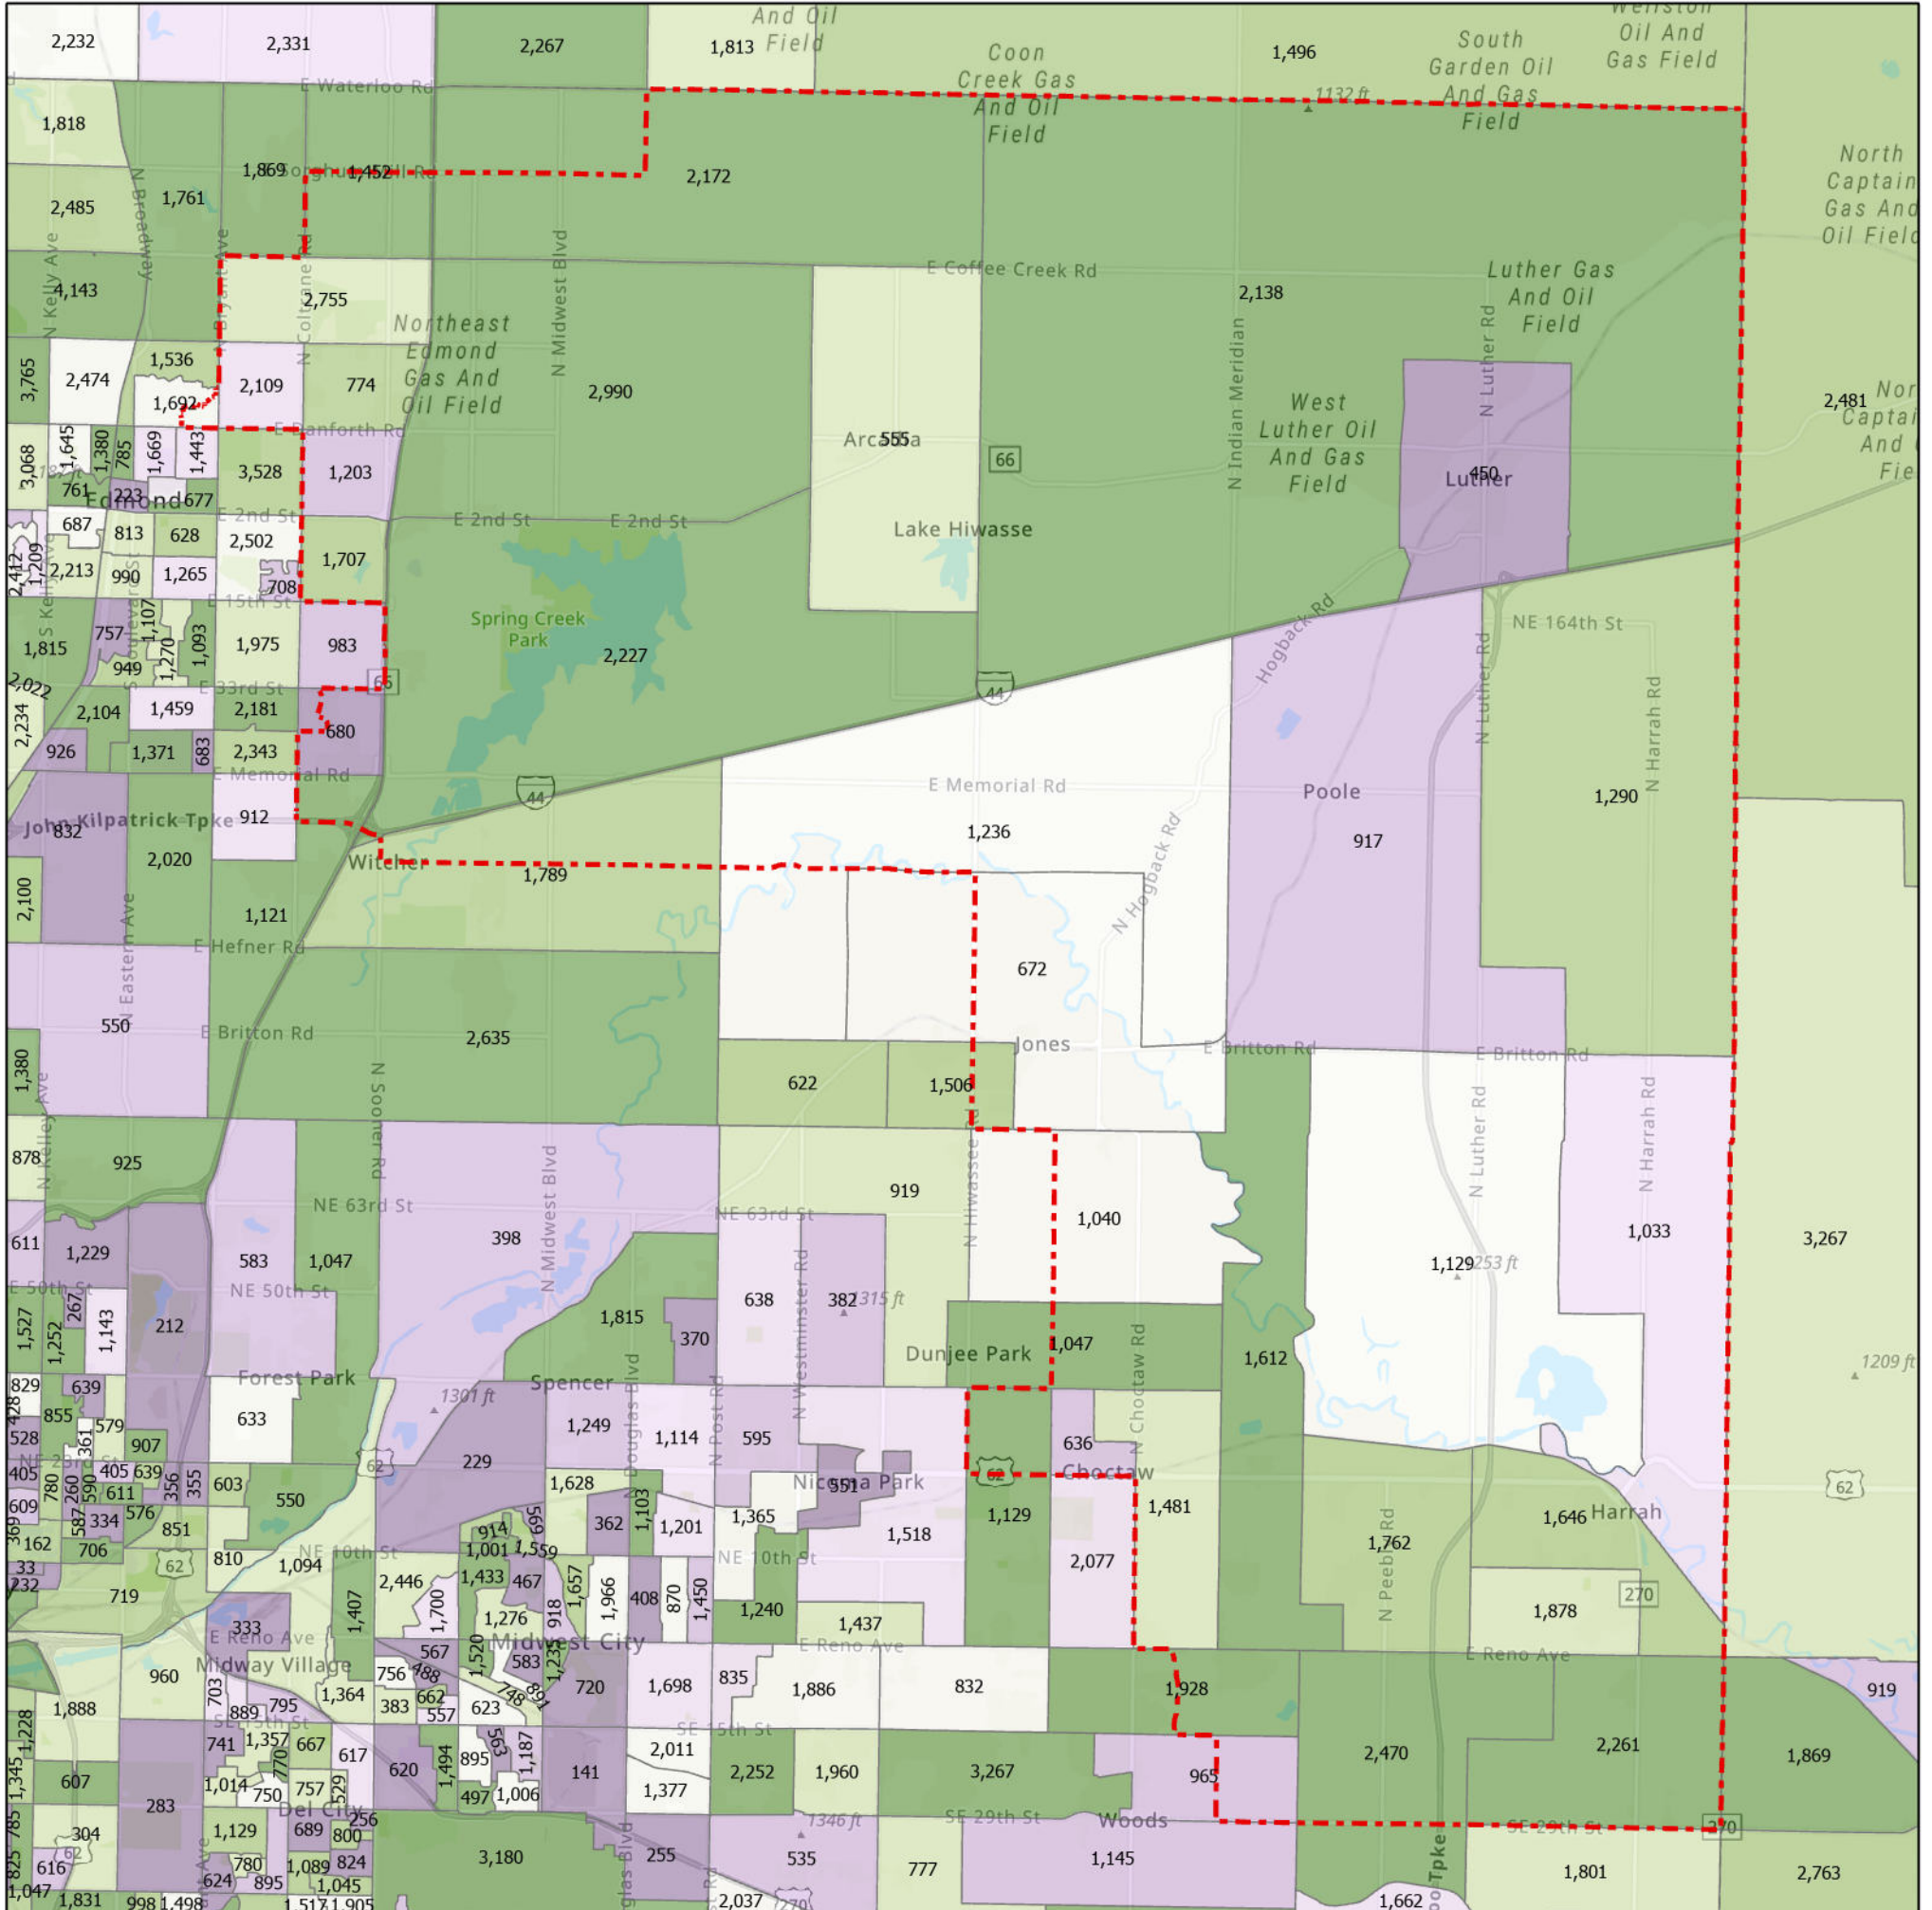 2,232
2,331
2,267
1,813
And Oil
Field
Coon
Creek Gas
And Oil
Field
1,496
South
Garden Oil
And Gas
Field
Wellston
Oil And
Gas Field
E Waterloo Rd
1132 ft
1,818
1,869
E Sorghum Mill Rd
1,452
2,172
North
Captain
Gas And
Oil Field
2,485
1,761
N Broadway
N Kelly Ave
N Bryant Ave
N Coltrane Rd
N Midwest Blvd
E Coffee Creek Rd
4,143
2,755
2,138
Luther Gas
And Oil
Field
Northeast
Edmond
Gas And
Oil Field
N Indian Meridian
N Luther Rd
3,765
2,474
1,536
1,692
2,109
774
2,990
2,481
West
Luther Oil
And Gas
Field
E Danforth Rd
Arcadia
555
66
3,068
1,645
1,380
785
1,669
1,443
3,528
1,203
450
Luther
761
Edmond
223
677
E 2nd St
E 2nd St
E 2nd St
687
813
628
2,502
1,707
Lake Hiwasse
2,412
1,209
2,213
990
1,265
708
S Kelly Ave
S Boulevard St
E 15th St
Spring Creek
Park
Hogback Rd
NE 164th St
1,815
757
1,107
949
1,270
1,093
1,975
983
2,227
2,022
E 33rd St
66
44
N Luther Rd
N Harrah Rd
2,234
2,104
1,459
2,181
680
926
1,371
683
2,343
E Memorial Rd
44
E Memorial Rd
Poole
1,290
John Kilpatrick Tpke
832
912
1,236
917
2,020
Witcher
1,789
N Hogback Rd
2,100
1,121
N Eastern Ave
E Hefner Rd
672
550
E Britton Rd
2,635
Jones
E Britton Rd
E Britton Rd
1,380
622
1,506
N Kelley Ave
N Sooner Rd
N Midwest Blvd
N Hiwassee Rd
N Luther Rd
N Harrah Rd
878
925
919
NE 63rd St
NE 63rd St
1,040
611
1,229
583
1,047
398
1,129
1253 ft
1,033
3,267
E 50th St
NE 50th St
1,527
1,252
267
1,143
212
1,815
370
638
382
1315 ft
N Westminster Rd
Dunjee Park
1,047
N Choctaw Rd
1,612
1209 ft
829
639
Forest Park
1301 ft
Spencer
428
528
855
361
579
907
633
1,249
1,114
595
N Douglas Blvd
N Post Rd
NE 23rd St
62
229
636
Choctaw
62
405
780
260
590
405
639
611
356
355
603
550
1,628
Nicoma Park
551
1,481
1,646
Harrah
62
609
369
587
334
576
851
914
599
362
1,103
1,201
1,365
1,518
1,129
1,762
N Peebly Rd
162
706
62
810
NE 10th St
1,094
1,001
1,559
NE 10th St
2,077
33
232
719
1,407
2,446
1,700
1,433
467
1,657
1,966
408
870
1,450
1,240
1,437
1,878
270
333
E Reno Ave
1,276
918
Midwest City
E Reno Ave
E Reno Ave
960
Midway Village
567
1,520
583
1,235
720
1,698
835
1,886
832
1,928
919
703
795
1,364
756
488
662
748
891
1,888
889
383
557
623
1,228
SE 15th St
SE 15th St
741
1,357
770
667
617
620
1,494
895
563
1,187
141
2,011
2,252
1,960
3,267
965
2,470
2,261
1,869
1,345
607
1,014
750
757
529
497
1,006
1,377
283
Del City
256
SE 29th St
Woods
SE 29th St
270
785
304
62
1,129
689
800
1346 ft
825
616
780
1,089
824
3,180
255
535
777
1,145
1,801
2,763
624
895
1,045
1,047
1,831
998
1,498
1,517
1,905
2,037
270
1,662